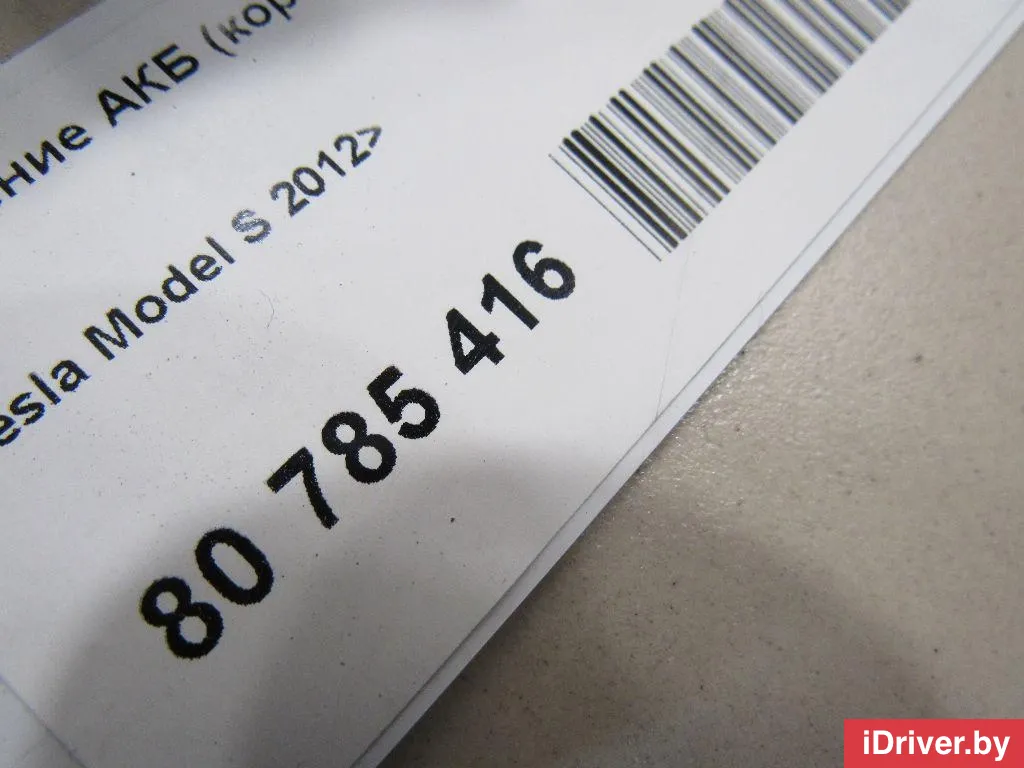 ние АКБ (кор
esla Model S 2012>
80 785 416
iDriver.by